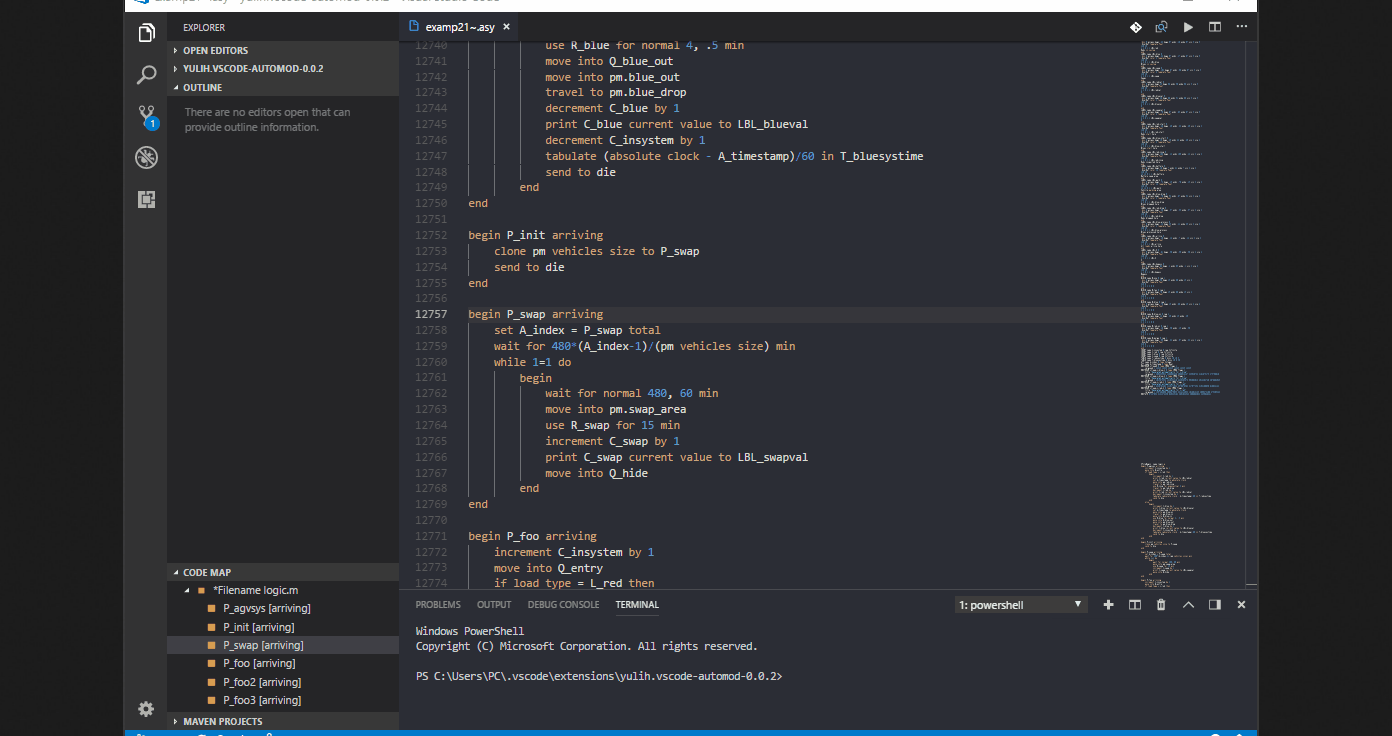 EXPLORER
OPEN EDITORS
YULIH.VSCODE-AUTOMOD-0.0.2
OUTLINE
There are no editors open that can
provide outline information.
1
CODE MAP
*Filename logic.m
P_agvsys [arriving]
P_init [arriving]
P_swap [arriving]
P_foo [arriving]
P_foo2 [arriving]
P_foo3 [arriving]
MAVEN PROJECTS
examp21~.asy
12740 use R_blue for normal 4, .5 min
12741 move into Q_blue_out
12742 move into pm.blue_out
12743 travel to pm.blue_drop
12744 decrement C_blue by 1
12745 print C_blue current value to LBL_blueval
12746 decrement C_insystem by 1
12747 tabulate (absolute clock - A_timestamp)/60 in T_bluesystime
12748 send to die
12749 end
12750 end
12751
12752 begin P_init arriving
12753 clone pm vehicles size to P_swap
12754 send to die
12755 end
12756
12757 begin P_swap arriving
12758 set A_index = P_swap total
12759 wait for 480*(A_index-1)/(pm vehicles size) min
12760 while 1=1 do
12761 begin
12762 wait for normal 480, 60 min
12763 move into pm.swap_area
12764 use R_swap for 15 min
12765 increment C_swap by 1
12766 print C_swap current value to LBL_swapval
12767 move into Q_hide
12768 end
12769 end
12770
12771 begin P_foo arriving
12772 increment C_insystem by 1
12773 move into Q_entry
12774 if load type = L_red then
PROBLEMS OUTPUT DEBUG CONSOLE TERMINAL 1: powershell
Windows PowerShell
Copyright (C) Microsoft Corporation. All rights reserved.
PS C:\Users\PC\.vscode\extensions\yulih.vscode-automod-0.0.2>